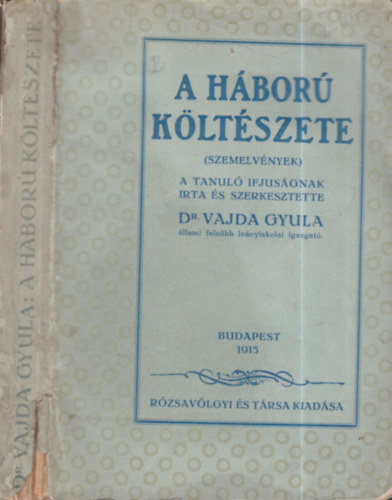 DR. VAJDA GYULA: A HÁBORÚ KÖLTÉSZETE
A HÁBORÚ
KÖLTÉSZETE
(SZEMELVÉNYEK)
A TANULÓ IFJUSÁGNAK
IRTA ÉS SZERKESZTETTE
DR. VAJDA GYULA
állami felsőbb leányiskolai igazgató.
BUDAPEST
1915
RÓZSAVÖLGYI ÉS TÁRSA KIADÁSA